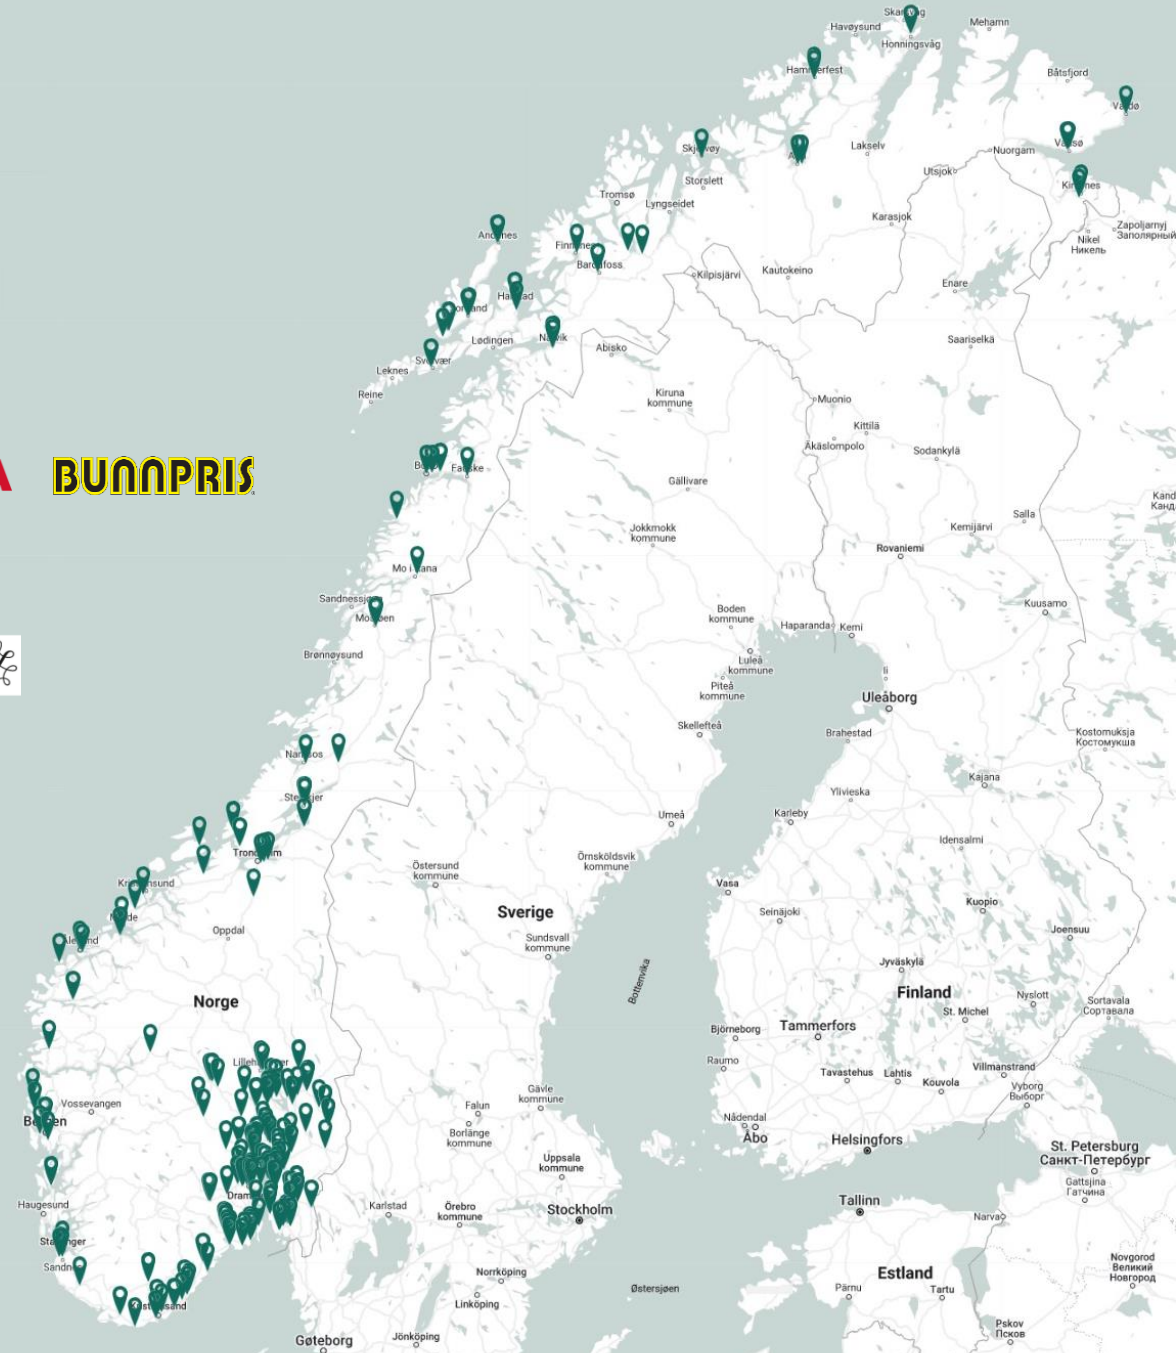 Mehamn
Havøysund
Honningsvåg
Båtsfjord
Lakselv
Nuorgam
Utsjok
Storslett
Tromsø
Lyngseidet
Karasjok
Zapoljarnyj
Заполярный
Nikel
Никель
Kilpisjärvi
Kautokeino
Enare
Lødingen
Abisko
Saariselkä
Leknes
Reine
Kiruna
kommune
Muonio
Kittilä
Äkäslompolo
Sodankylä
BUNNPRIS
Gällivare
Jokkmokk
kommune
Salla
Kemijärvi
Rovaniemi
Kuusamo
Boden
kommune
Haparanda
Kemi
Brønnøysund
Luleå
kommune
Ii
Piteå
kommune
Uleåborg
Skellefteå
Brahestad
Kostomuksja
Костомукша
Kajana
Ylivieska
Umeå
Karleby
Idensalmi
Örnsköldsvik
kommune
Östersund
kommune
Vasa
Kuopio
Sverige
Seinäjoki
Oppdal
Joensuu
Sundsvall
kommune
Jyväskylä
Bottenvika
Norge
Finland
Nyslott
Sortavala
Сортавала
St. Michel
Björneborg
Tammerfors
Raumo
Tavastehus
Lahtis
Villmanstrand
Kouvola
Vyborg
Выборг
Gävle
kommune
Vossevangen
Falun
Borlänge
kommune
Nådendal
Åbo
Helsingfors
St. Petersburg
Санкт-Петербург
Uppsala
kommune
Gattsjina
Гатчина
Haugesund
Karlstad
Örebro
kommune
Stockholm
Tallinn
Narva
Norrköping
Estland
Novgorod
Великий
Новгород
Østersjøen
Pärnu
Tartu
Linköping
Pskov
Псков
Gøteborg
Jönköping